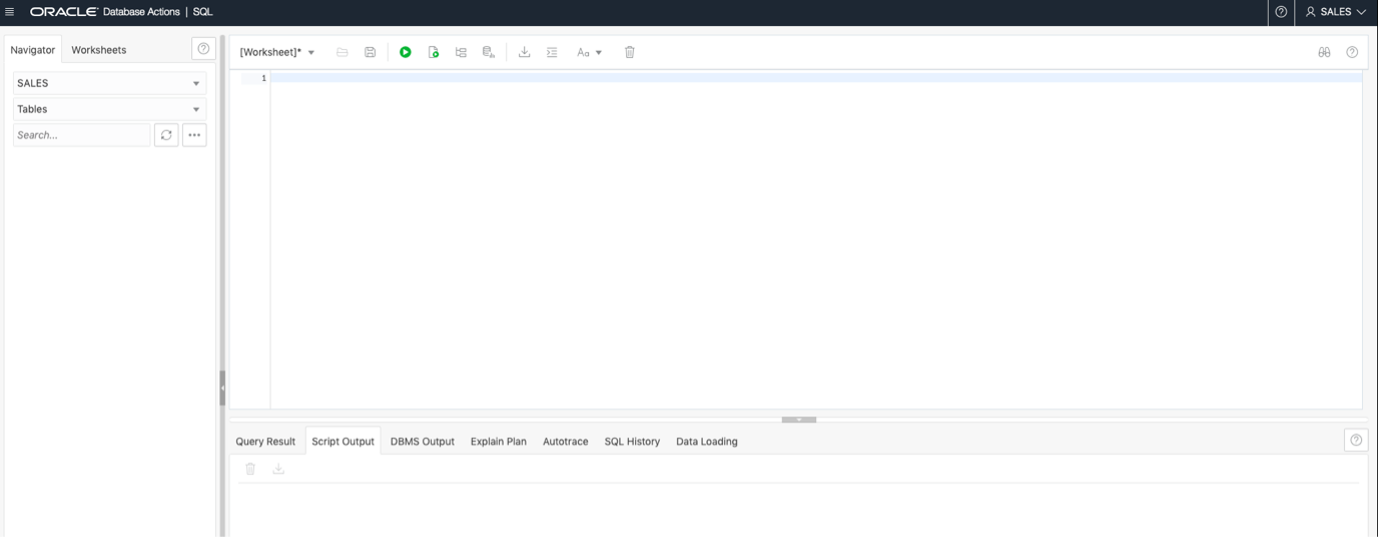 ORACLE Database Actions | SQL
SALES
Navigator Worksheets
SALES
Tables
Search...
[Worksheet]*
Aa
1
Query Result Script Output DBMS Output Explain Plan Autotrace SQL History Data Loading